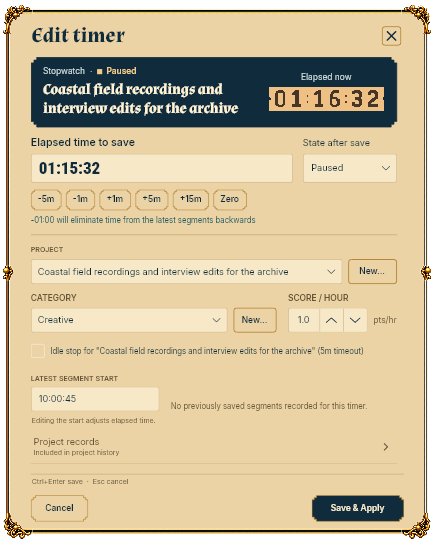 Edit timer
Stopwatch · Paused
Coastal field recordings and
interview edits for the archive
Elapsed now
01:16:32
Elapsed time to save
State after save
01:15:32
Paused
-5m
-1m
+1m
+5m
+15m
Zero
-01:00 will eliminate time from the latest segments backwards
PROJECT
Coastal field recordings and interview edits for the archive
New...
CATEGORY
SCORE / HOUR
Creative
New...
1.0
pts/hr
Idle stop for "Coastal field recordings and interview edits for the archive" (5m timeout)
LATEST SEGMENT START
10:00:45
No previously saved segments recorded for this timer.
Editing the start adjusts elapsed time.
Project records
Included in project history
Ctrl+Enter save · Esc cancel
Cancel
Save & Apply